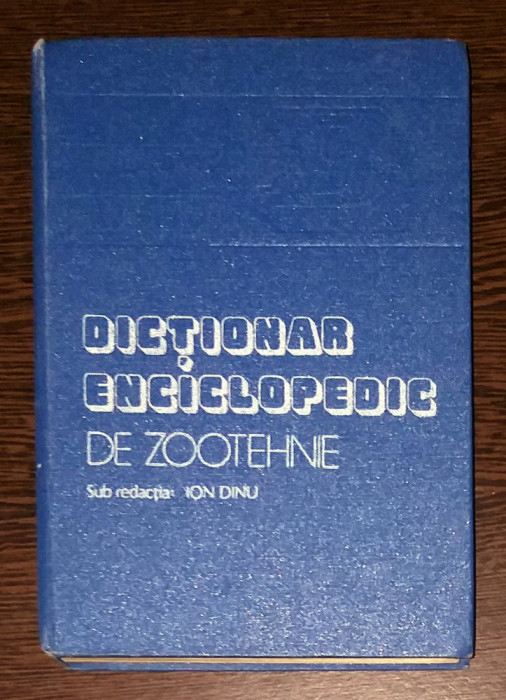 DICȚIONAR
ENCICLOPEDIC
DE ZOOTEHNIE
Sub redacția: ION DINU